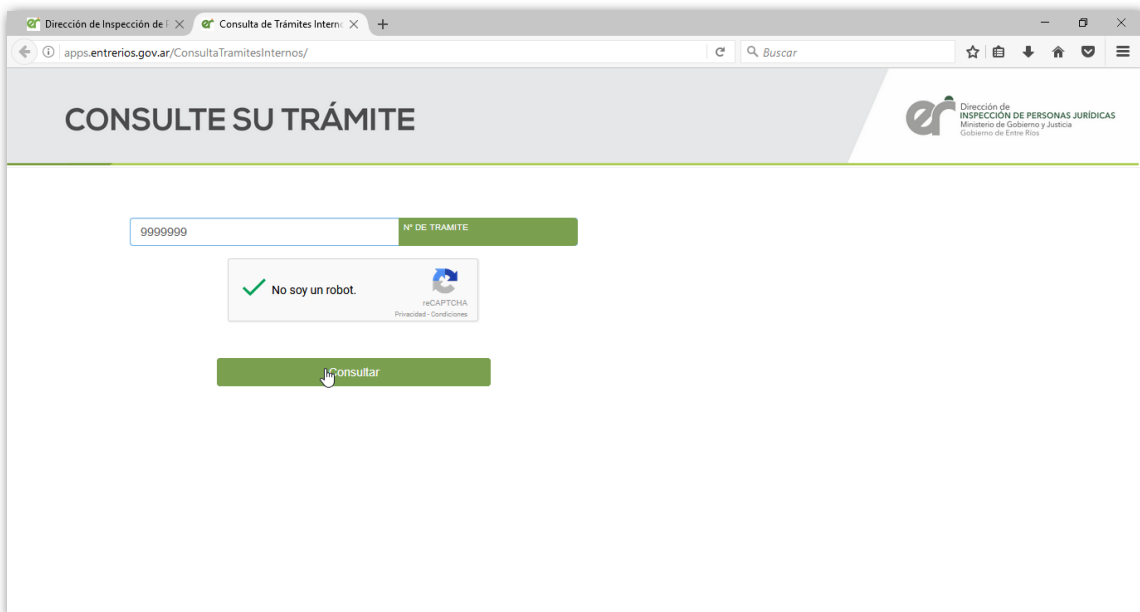 Dirección de Inspección de P
Consulta de Trámites Interno
apps.entrerios.gov.ar/ConsultaTramitesInternos/
Buscar
CONSULTE SU TRÁMITE
er
Dirección de
INSPECCIÓN DE PERSONAS JURÍDICAS
Ministerio de Gobierno y Justicia
Gobierno de Entre Ríos
9999999
N° DE TRAMITE
No soy un robot.
reCAPTCHA
Privacidad - Condiciones
Consultar